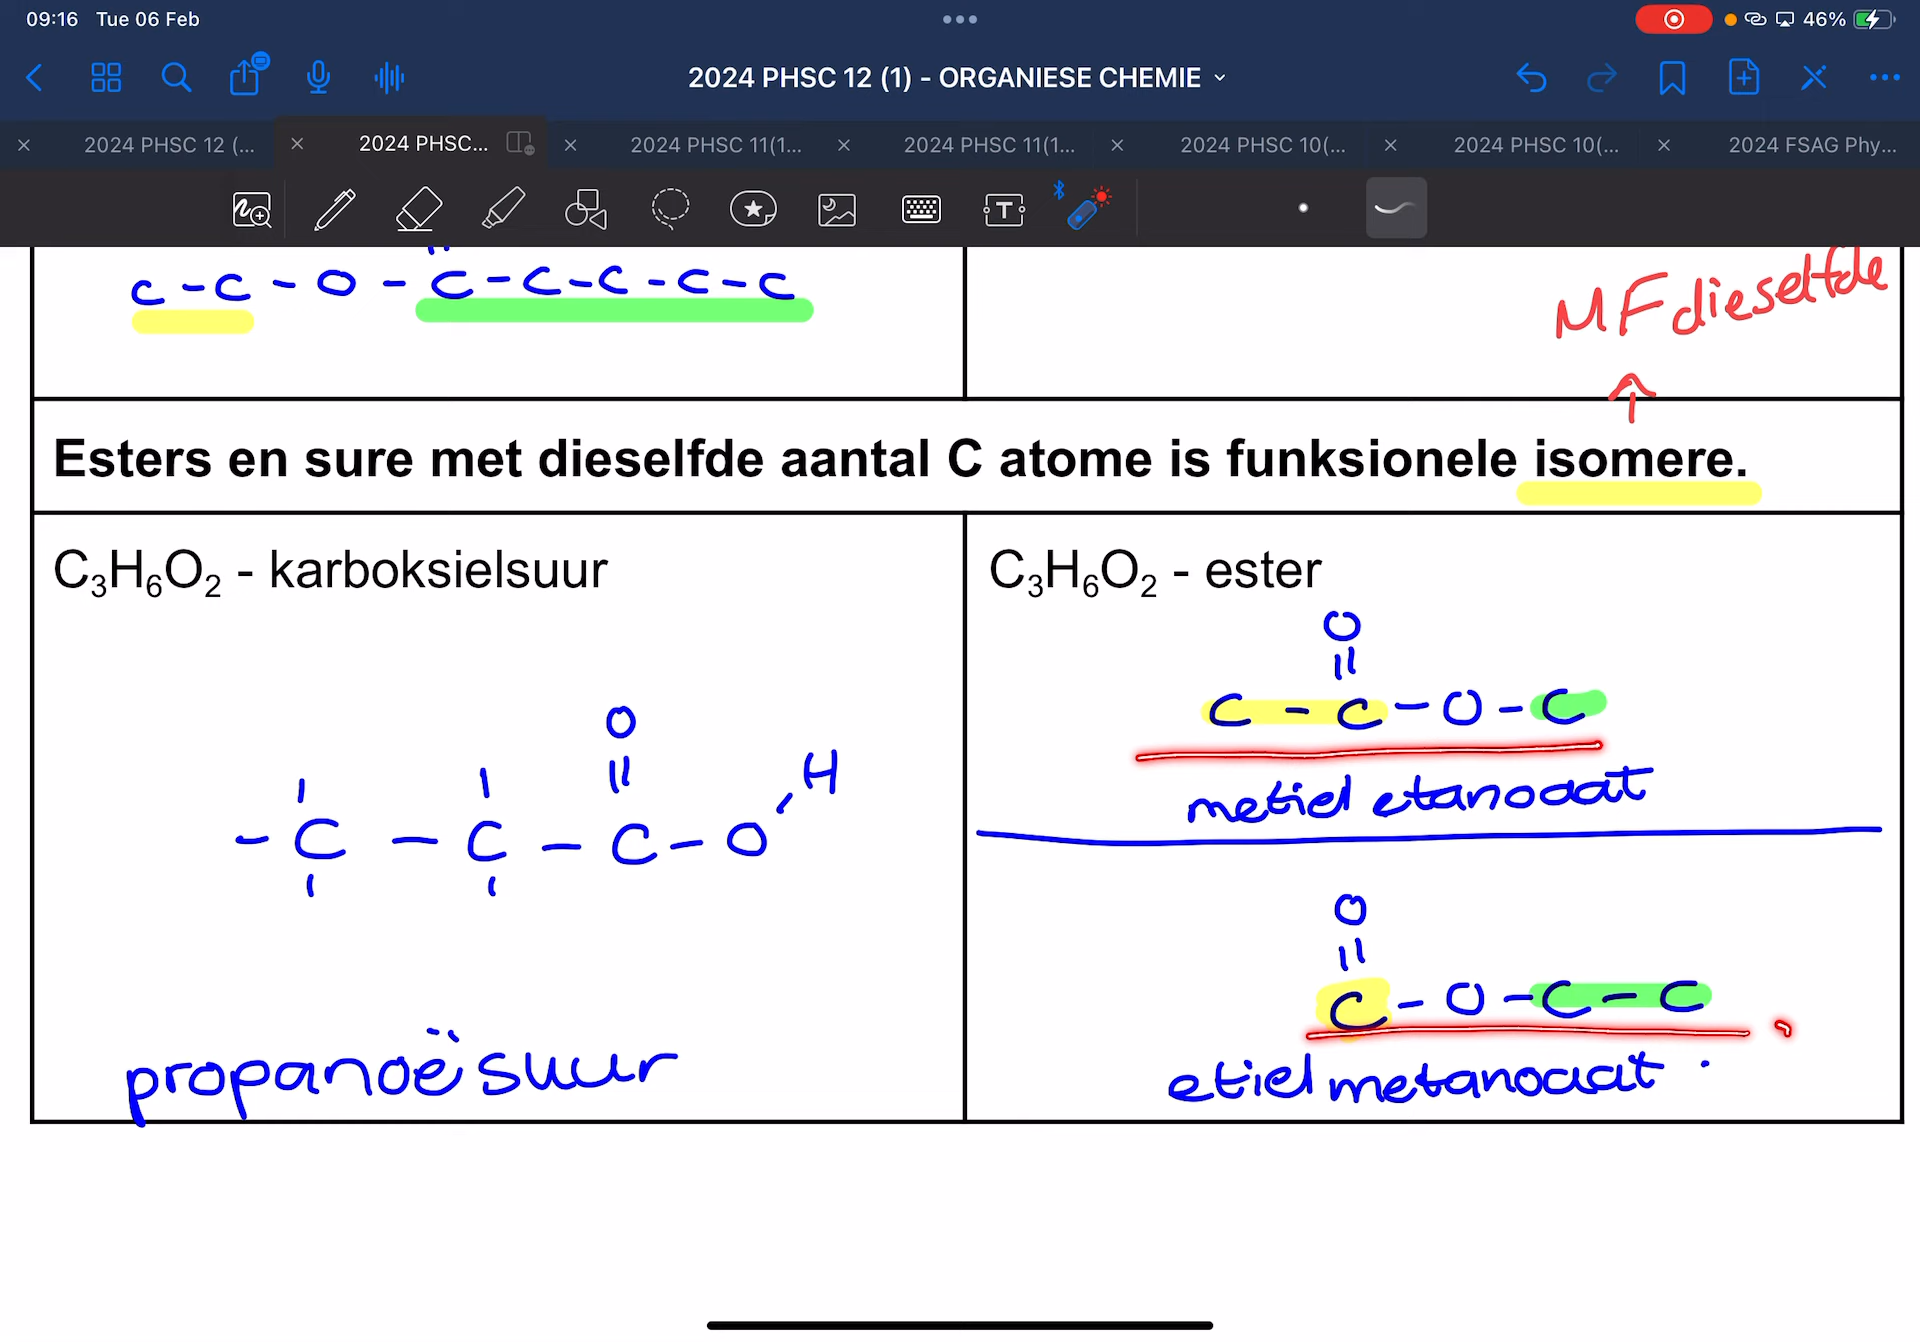 09:16 Tue 06 Feb
46%
2024 PHSC 12 (1) - ORGANIESE CHEMIE
2024 PHSC 12 (...
2024 PHSC...
2024 PHSC 11(1...
2024 PHSC 11(1...
2024 PHSC 10(...
2024 PHSC 10(...
2024 FSAG Phy...
C - C - O - C - C - C - C - C
MF dieselfde
↑
Esters en sure met dieselfde aantal C atome is funksionele isomere.
C₃H₆O₂ - karboksielsuur
O
||
H
- C - C - C - O
propanoësuur
C₃H₆O₂ - ester
O
||
C - C - O - C
metiel etanoaat
O
||
C - O - C - C
etiel metanoaat